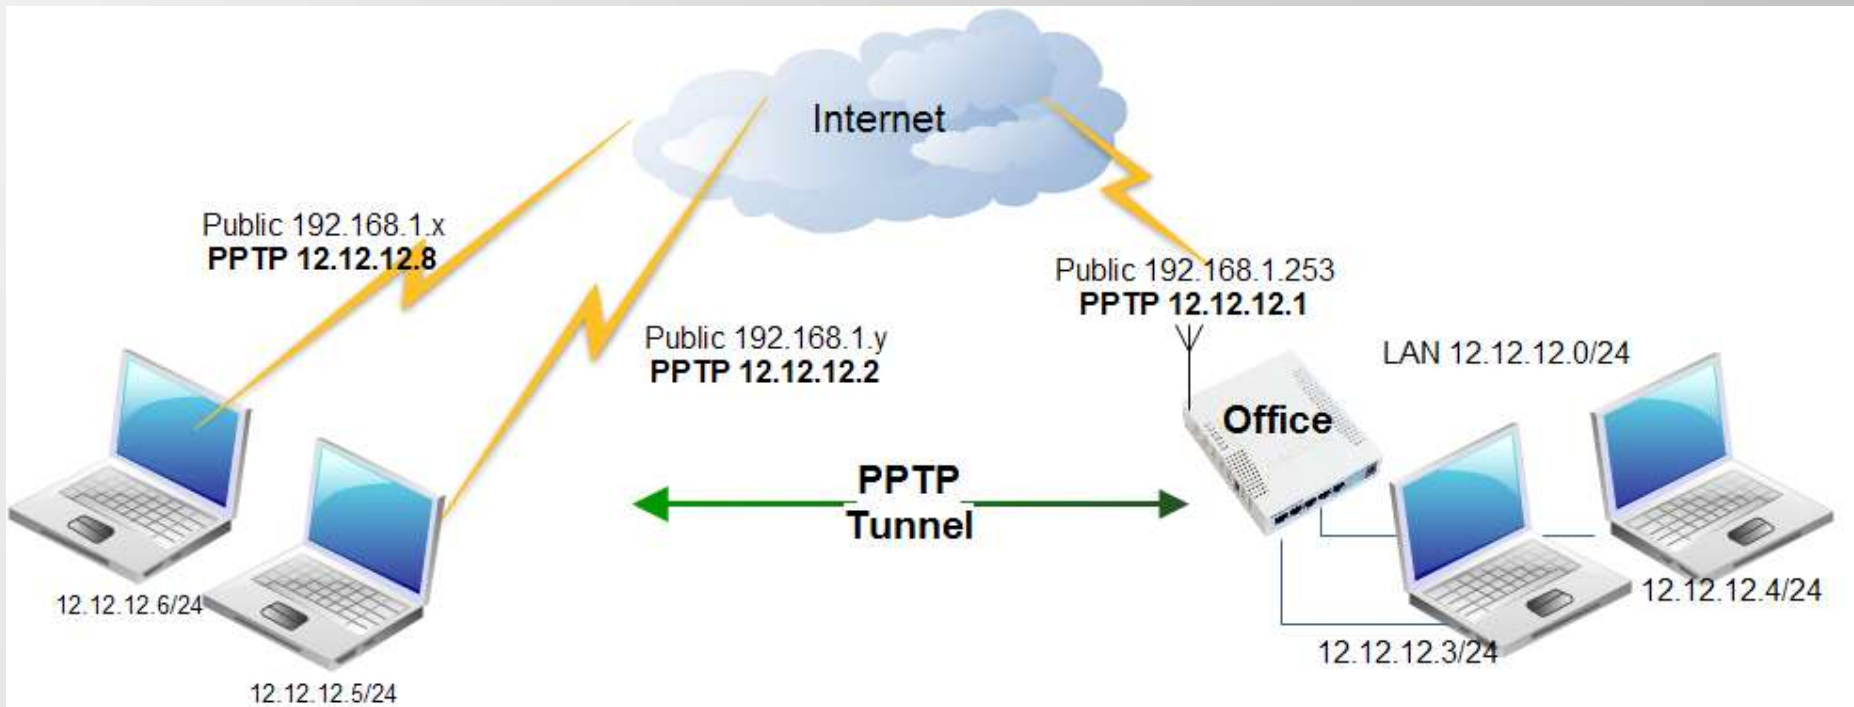 Internet
Public 192.168.1.x
PPTP 12.12.12.8
Public 192.168.1.253
PPTP 12.12.12.1
Public 192.168.1.y
PPTP 12.12.12.2
LAN 12.12.12.0/24
Office
PPTP
Tunnel
12.12.12.6/24
12.12.12.4/24
12.12.12.3/24
12.12.12.5/24